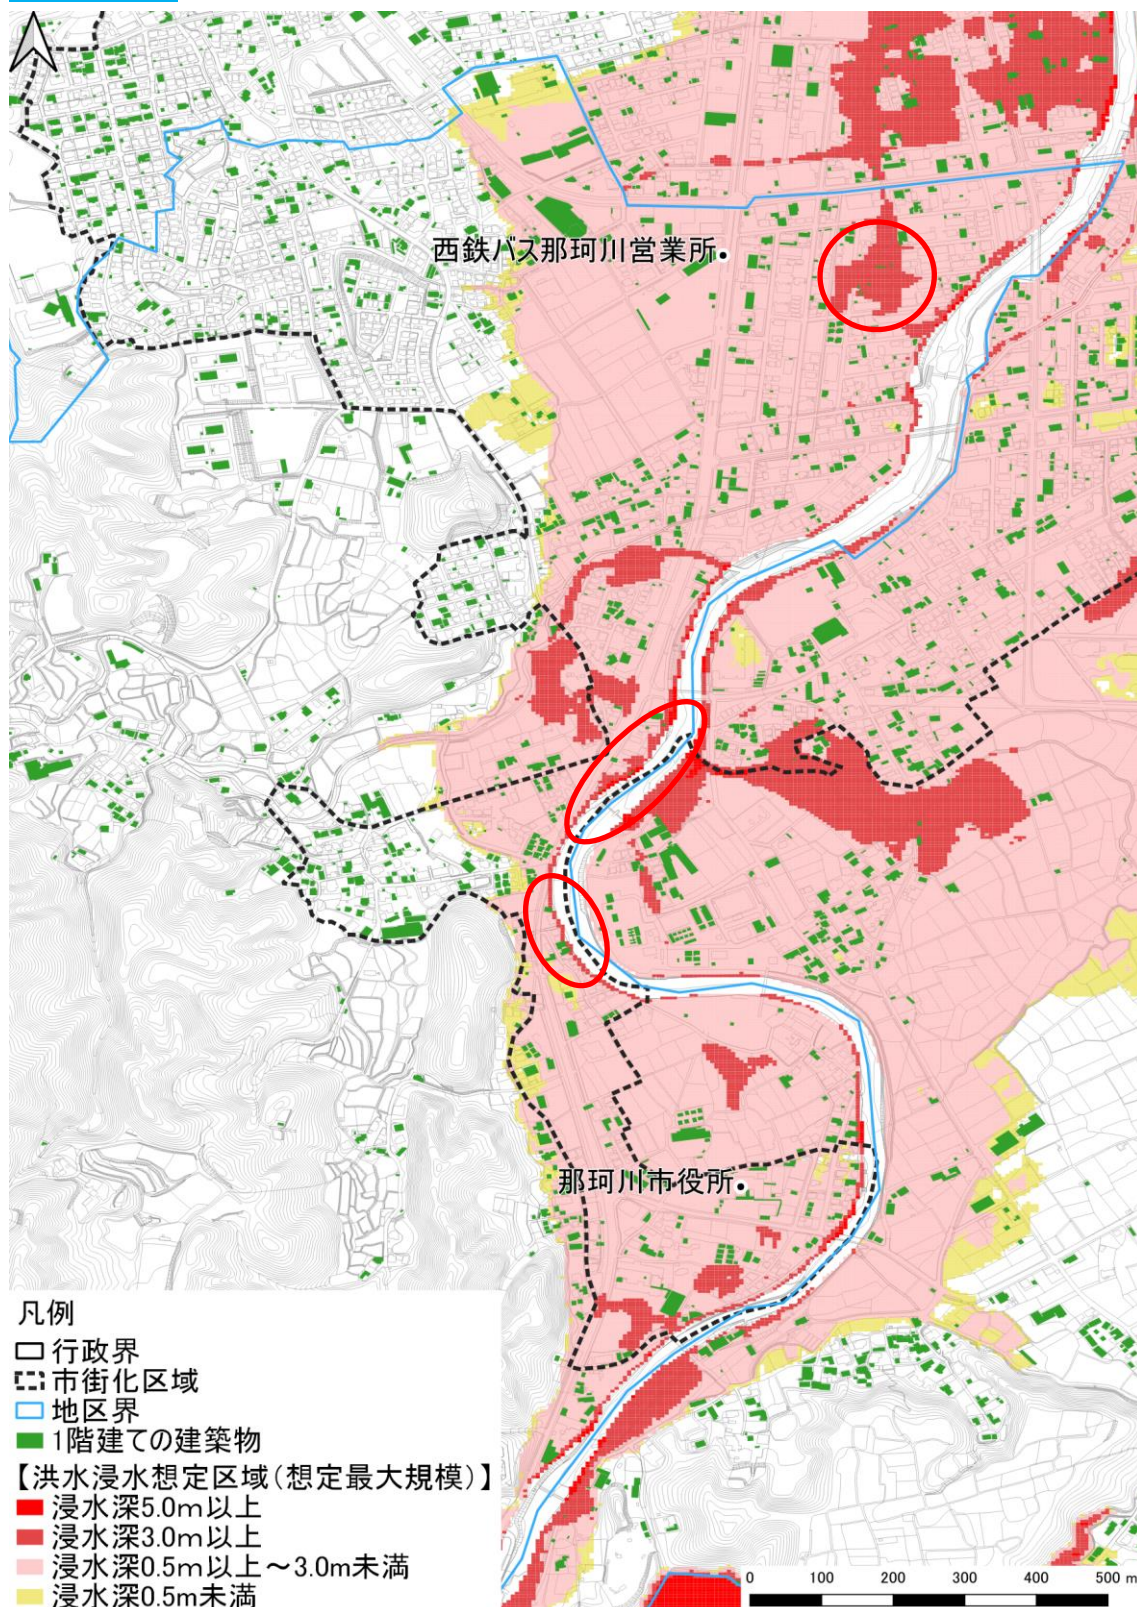 西鉄バス那珂川営業所
那珂川市役所
凡例
行政界
市街化区域
地区界
1階建ての建築物
【洪水浸水想定区域(想定最大規模)】
浸水深5.0m以上
浸水深3.0m以上
浸水深0.5m以上～3.0m未満
浸水深0.5m未満
0 100 200 300 400 500 m